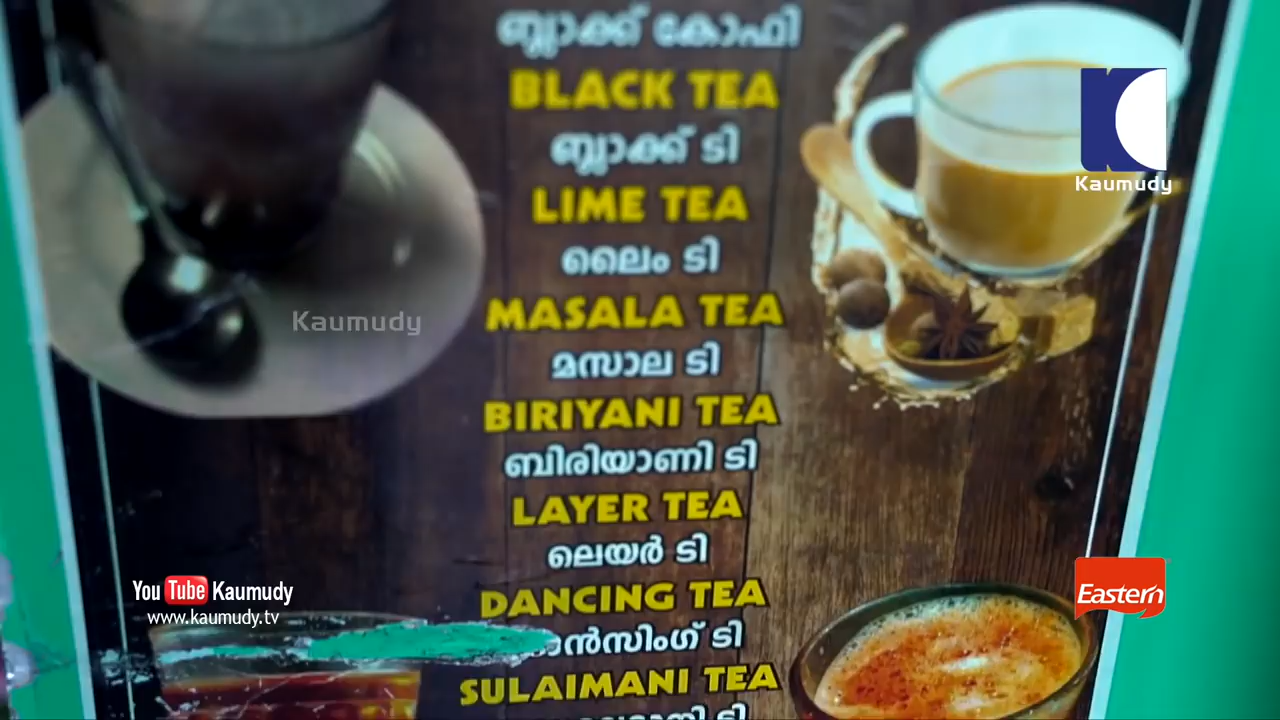 ബ്ലാക്ക് കോഫി
BLACK TEA
ബ്ലാക്ക് ടി
LIME TEA
ലൈം ടി
MASALA TEA
മസാല ടി
BIRIYANI TEA
ബിരിയാണി ടി
LAYER TEA
ലെയർ ടി
DANCING TEA
ടി
SULAIMANI TEA
ടി
Kaumudy
Kaumudy
You Tube Kaumudy
www.kaumudy.tv
Eastern